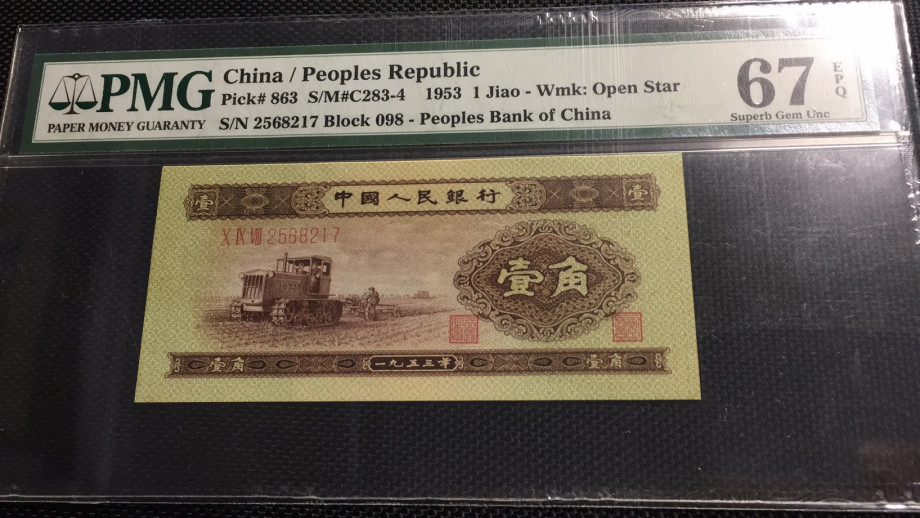 PMG
PAPER MONEY GUARANTY
China / Peoples Republic
Pick# 863 S/M#C283-4 1953 1 Jiao - Wmk: Open Star
S/N 2568217 Block 098 - Peoples Bank of China
67 EPQ
Superb Gem Unc
壹 中國人民銀行 壹
X IX VIII 2568217
壹角
壹角 一九五三年 壹角